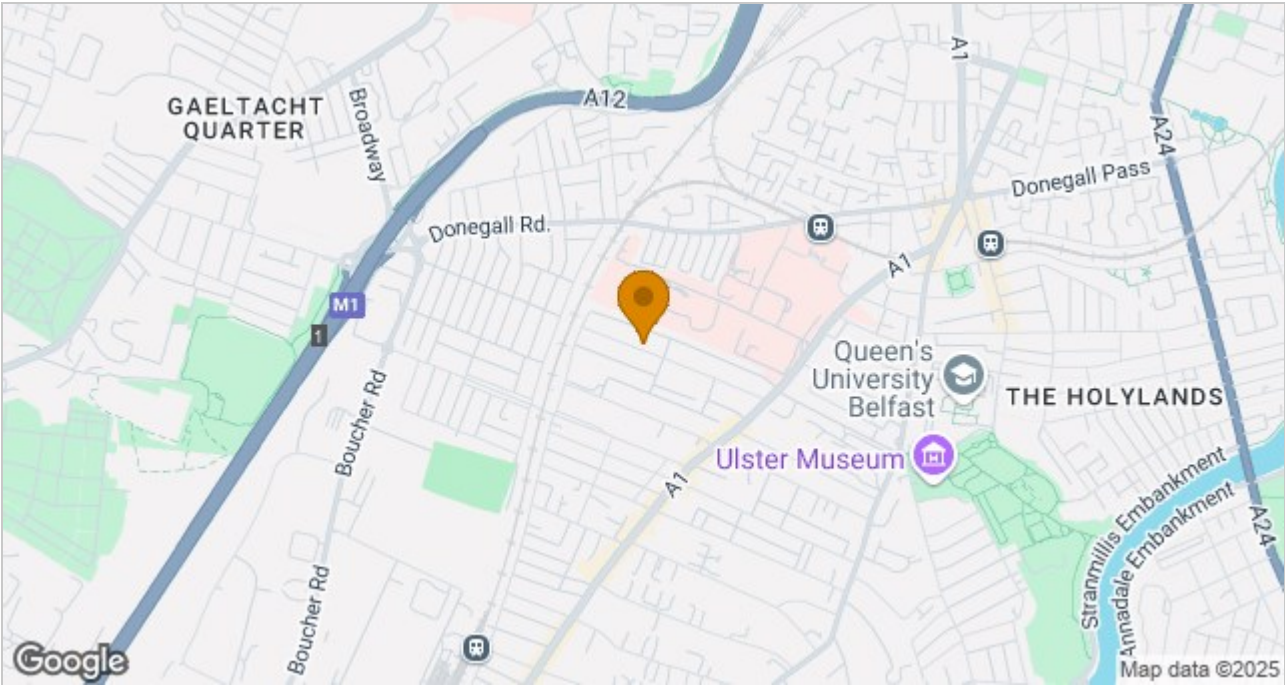 GAELTACHT
QUARTER
Broadway
A12
A1
A24
Donegall Pass
Donegall Rd.
A1
M1
1
Queen's
University
Belfast
THE HOLYLANDS
Boucher Rd
Ulster Museum
A1
Stranmillis Embankment
Annadale Embankment
A24
Boucher Rd
Google
Map data ©2025